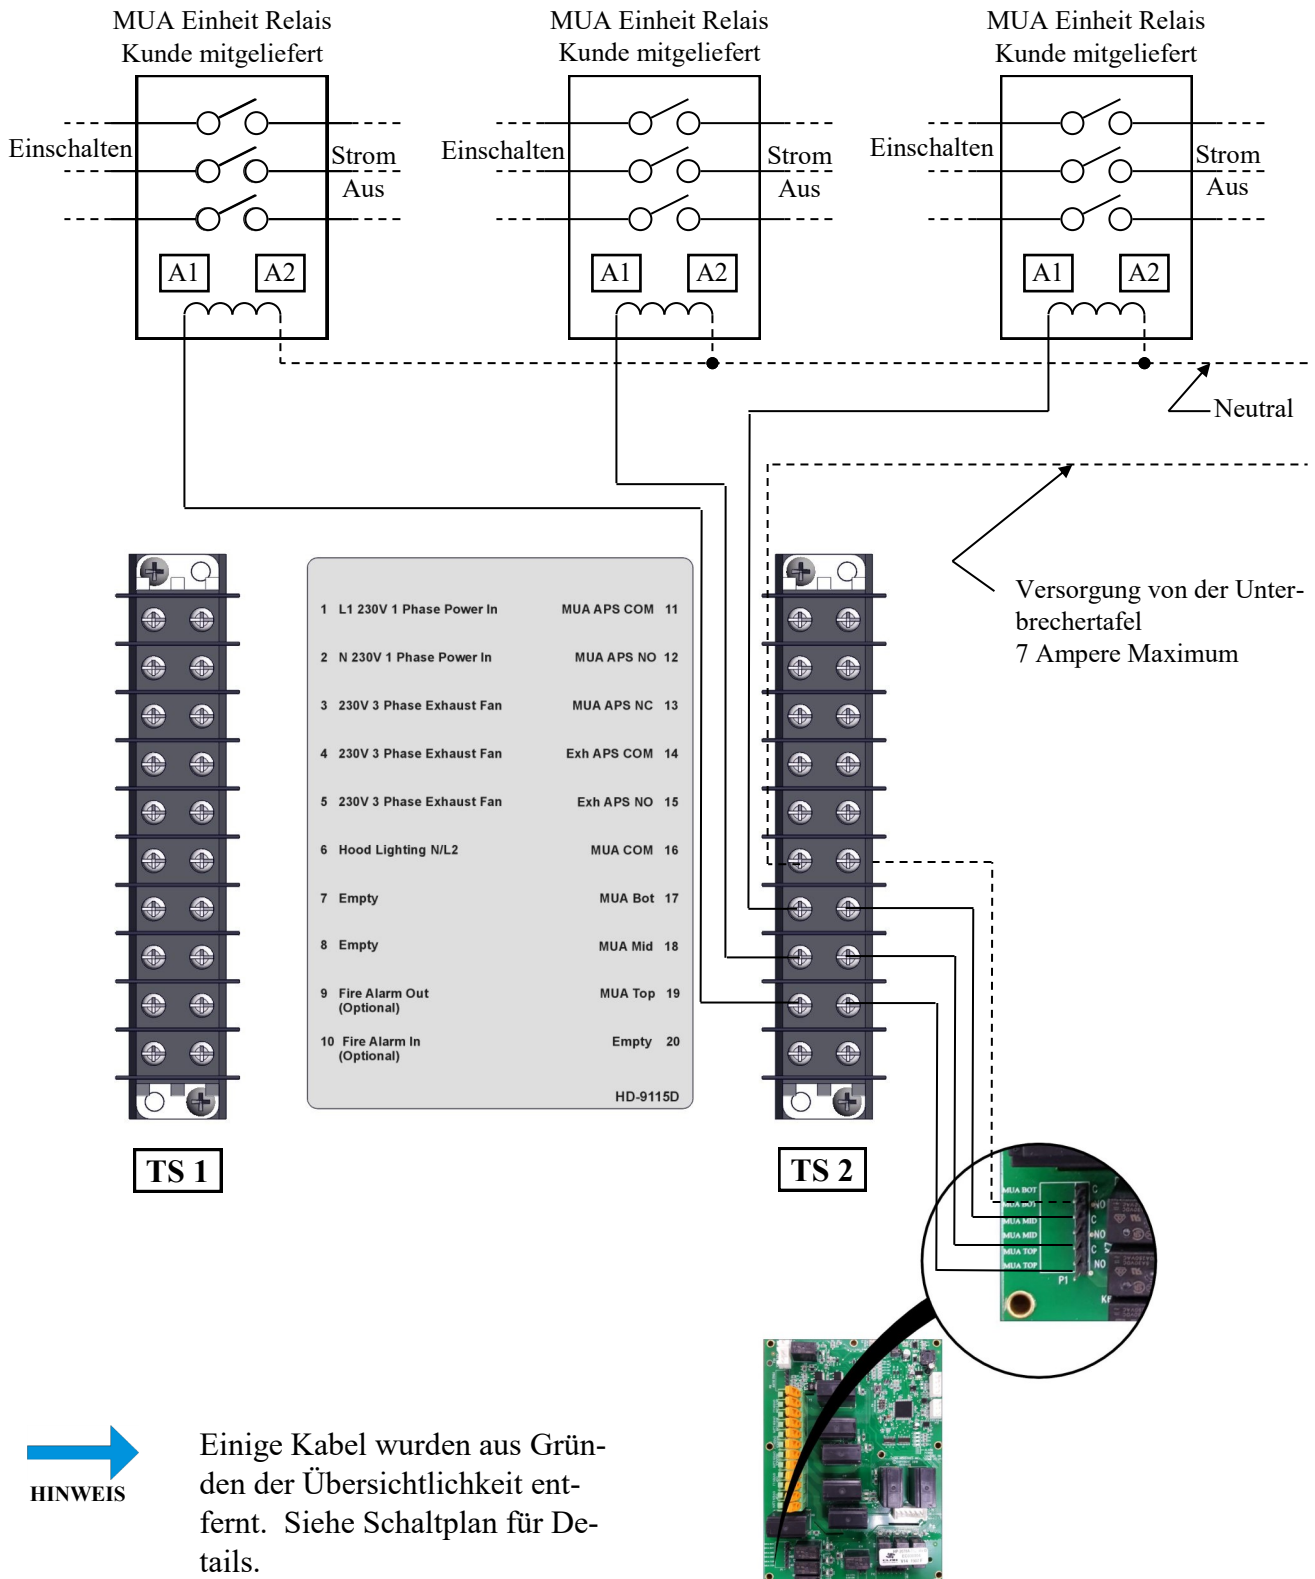 MUA Einheit Relais
Kunde mitgeliefert
MUA Einheit Relais
Kunde mitgeliefert
MUA Einheit Relais
Kunde mitgeliefert
Einschalten
Strom
Aus
Einschalten
Strom
Aus
Einschalten
Strom
Aus
A1
A2
A1
A2
A1
A2
Neutral
Versorgung von der Unter-
brechertafel
7 Ampere Maximum
1 L1 230V 1 Phase Power In
MUA APS COM 11
2 N 230V 1 Phase Power In
MUA APS NO 12
3 230V 3 Phase Exhaust Fan
MUA APS NC 13
4 230V 3 Phase Exhaust Fan
Exh APS COM 14
5 230V 3 Phase Exhaust Fan
Exh APS NO 15
6 Hood Lighting N/L2
MUA COM 16
7 Empty
MUA Bot 17
8 Empty
MUA Mid 18
9 Fire Alarm Out
(Optional)
MUA Top 19
10 Fire Alarm In
(Optional)
Empty 20
HD-9115D
TS 1
TS 2
MUA BOT C
MUA BOT NO
MUA MID C
MUA MID NO
MUA TOP C
MUA TOP NO
P1
HINWEIS
Einige Kabel wurden aus Grün-
den der Übersichtlichkeit ent-
fernt. Siehe Schaltplan für De-
tails.